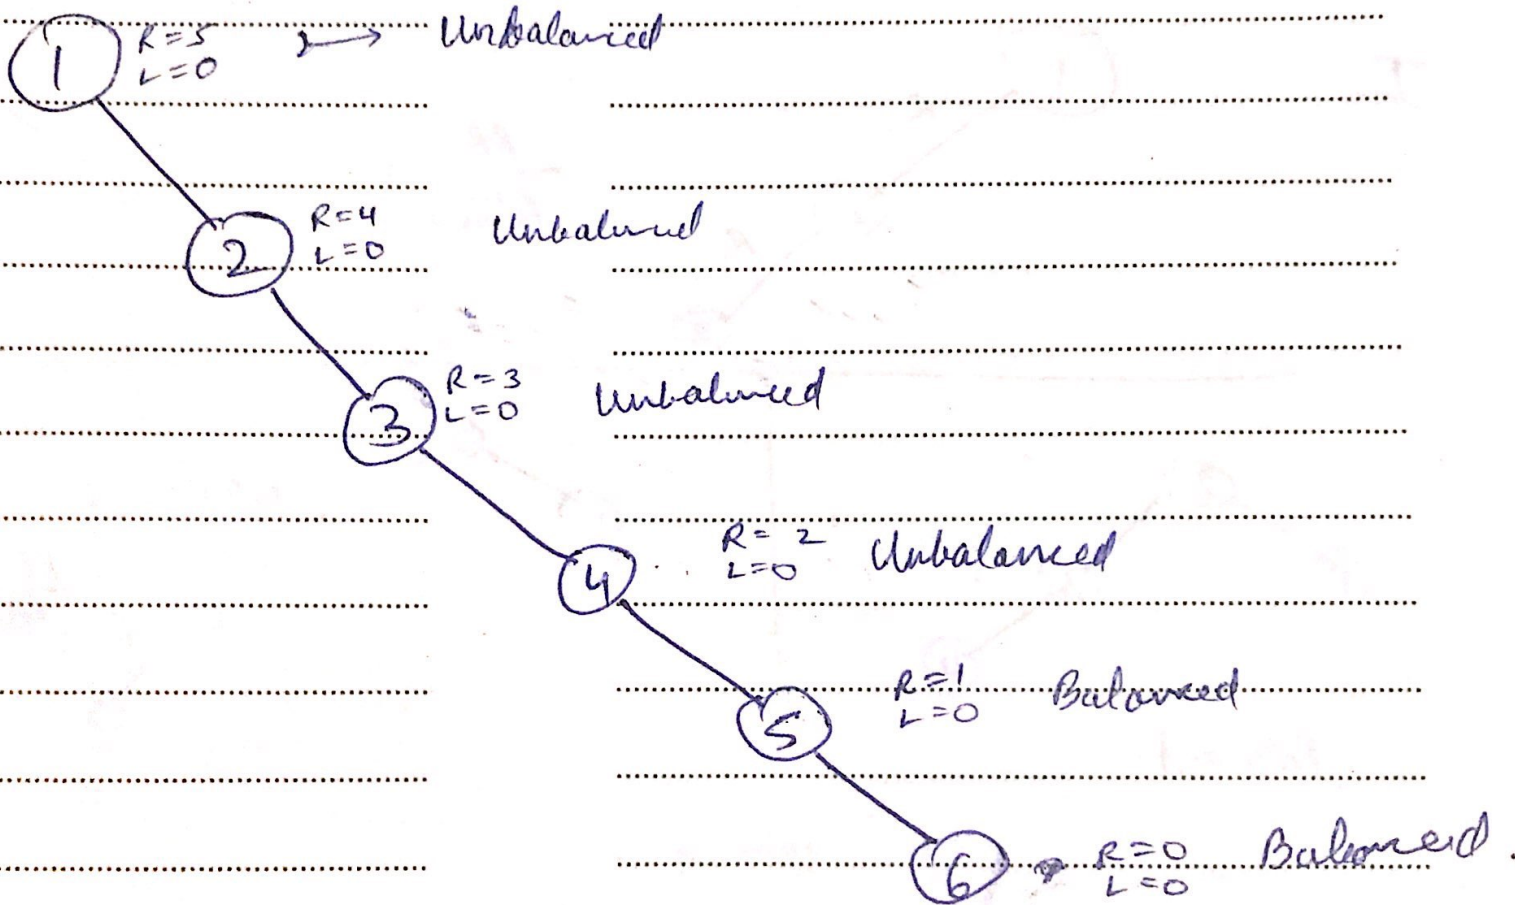 1 R=5 → Unbalanced
L=0
2 R=4 Unbalanced
L=0
3 R=3 Unbalanced
L=0
4 R=2 Unbalanced
L=0
5 R=1 Balanced
L=0
6 R=0 Balanced.
L=0